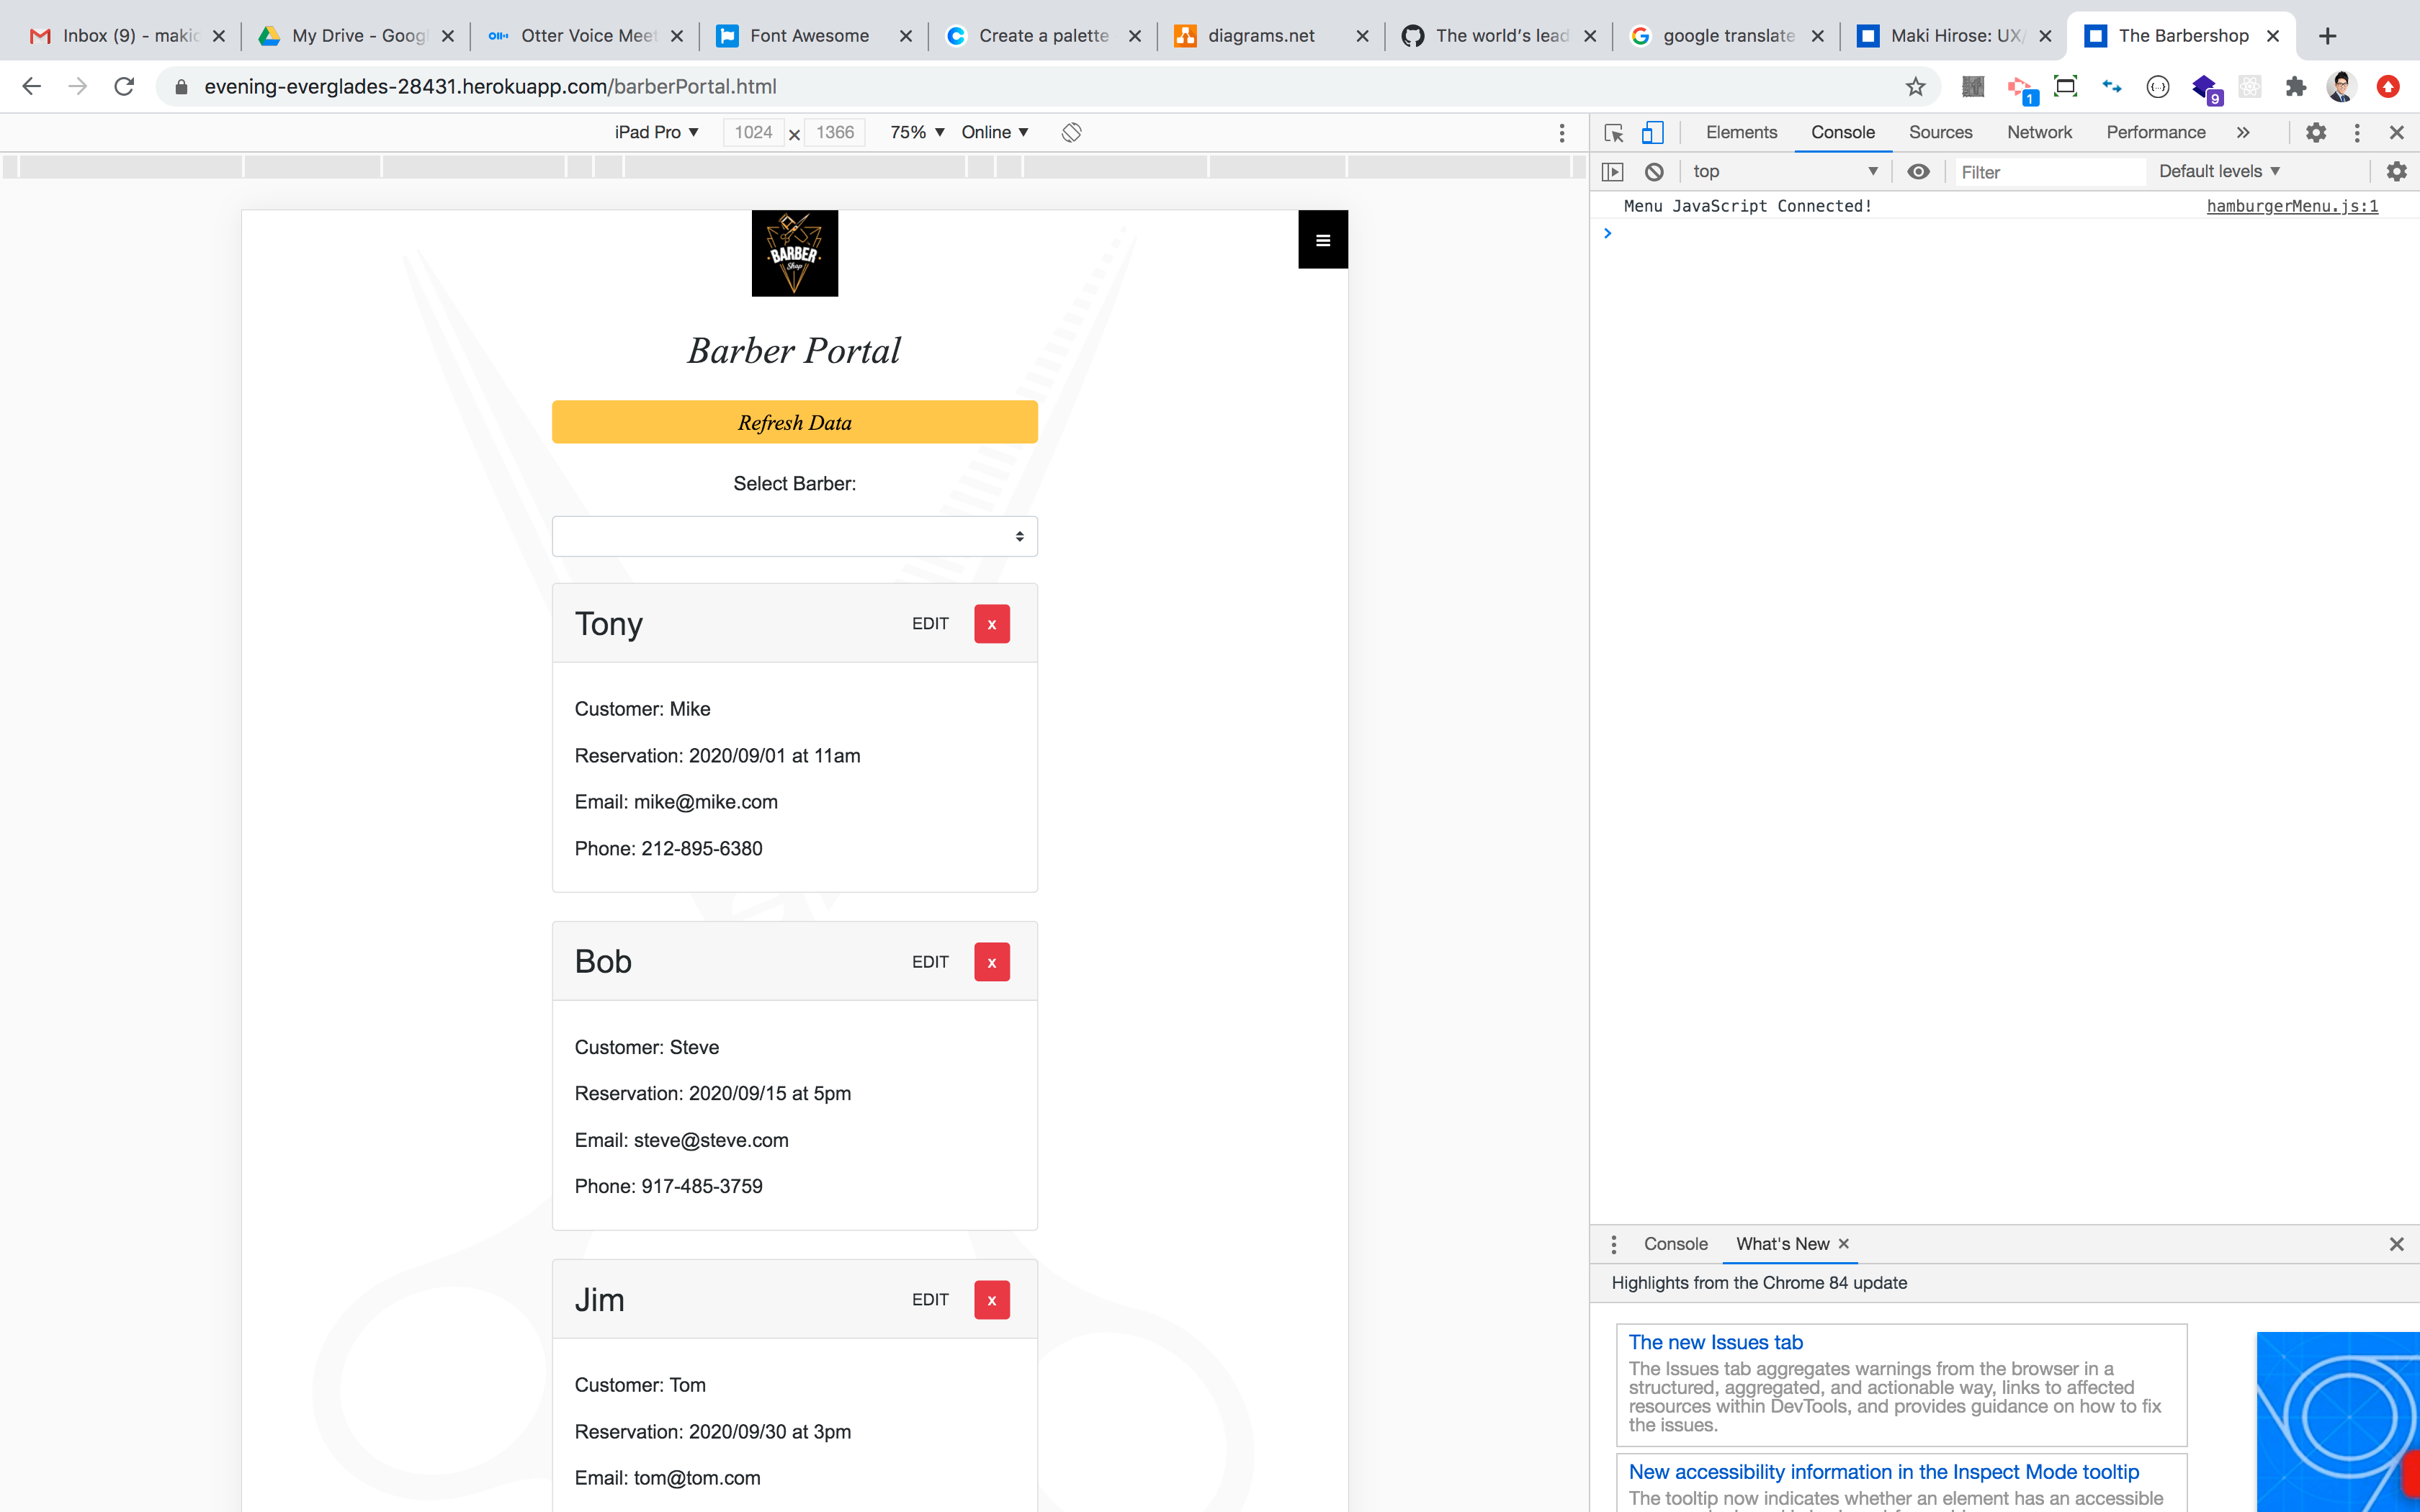 Inbox (9) - maki
My Drive - Goog
Otter Voice Meet
Font Awesome
Create a palette
diagrams.net
The world's lead
google translate
Maki Hirose: UX/
The Barbershop
evening-everglades-28431.herokuapp.com/barberPortal.html
1
9
iPad Pro ▼ 1024 × 1366 75% ▼ Online ▼
Elements Console Sources Network Performance »
top Filter Default levels ▼
Menu JavaScript Connected! hamburgerMenu.js:1
BARBER
Shop
Barber Portal
Refresh Data
Select Barber:
Tony EDIT x
Customer: Mike
Reservation: 2020/09/01 at 11am
Email: mike@mike.com
Phone: 212-895-6380
Bob EDIT x
Customer: Steve
Reservation: 2020/09/15 at 5pm
Email: steve@steve.com
Phone: 917-485-3759
Jim EDIT x
Customer: Tom
Reservation: 2020/09/30 at 3pm
Email: tom@tom.com
Console What's New ×
Highlights from the Chrome 84 update
The new Issues tab
The Issues tab aggregates warnings from the browser in a
structured, aggregated, and actionable way, links to affected
resources within DevTools, and provides guidance on how to fix
the issues.
New accessibility information in the Inspect Mode tooltip
The tooltip now indicates whether an element has an accessible